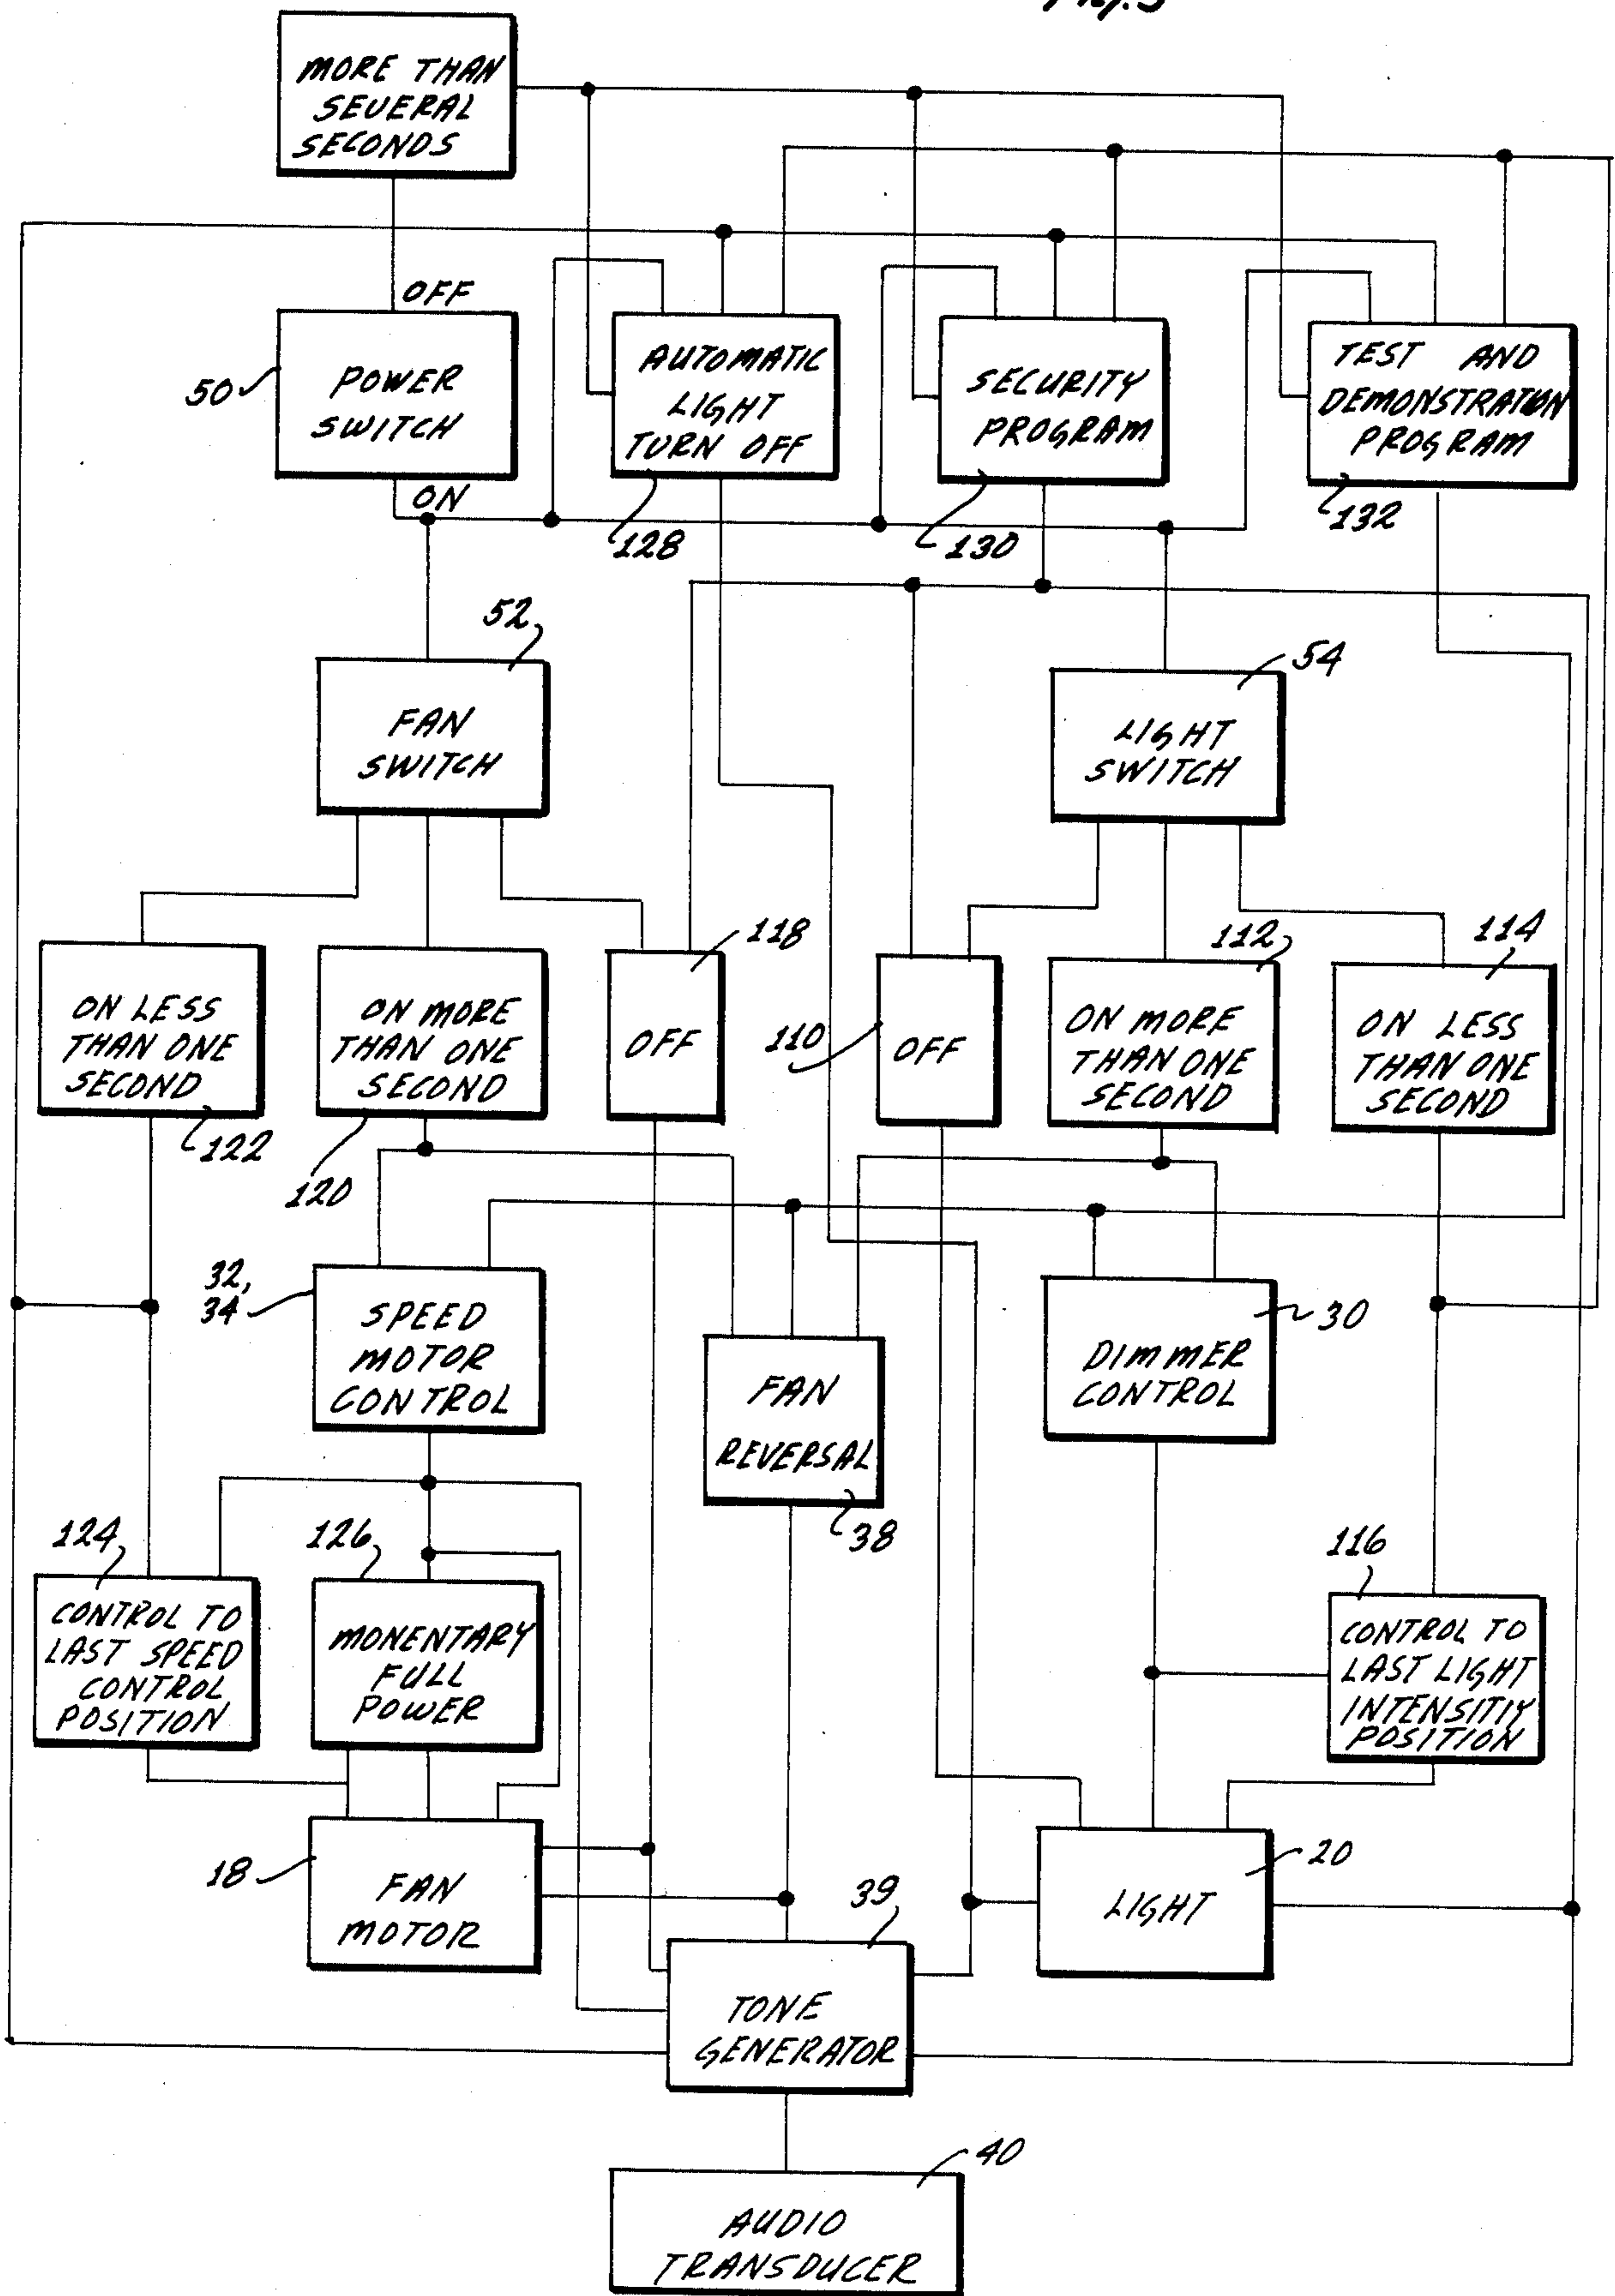 MORE THAN
SEVERAL
SECONDS
OFF
50
POWER
SWITCH
ON
AUTOMATIC
LIGHT
TURN OFF
128
SECURITY
PROGRAM
130
TEST AND
DEMONSTRATION
PROGRAM
132
52
FAN
SWITCH
54
LIGHT
SWITCH
ON LESS
THAN ONE
SECOND
122
ON MORE
THAN ONE
SECOND
120
118
OFF
110
OFF
112
ON MORE
THAN ONE
SECOND
114
ON LESS
THAN ONE
SECOND
32,
34
SPEED
MOTOR
CONTROL
FAN
REVERSAL
38
30
DIMMER
CONTROL
124
CONTROL TO
LAST SPEED
CONTROL
POSITION
126
MONENTARY
FULL
POWER
116
CONTROL TO
LAST LIGHT
INTENSITIY
POSITION
18
FAN
MOTOR
39
TONE
GENERATOR
20
LIGHT
40
AUDIO
TRANSDUCER